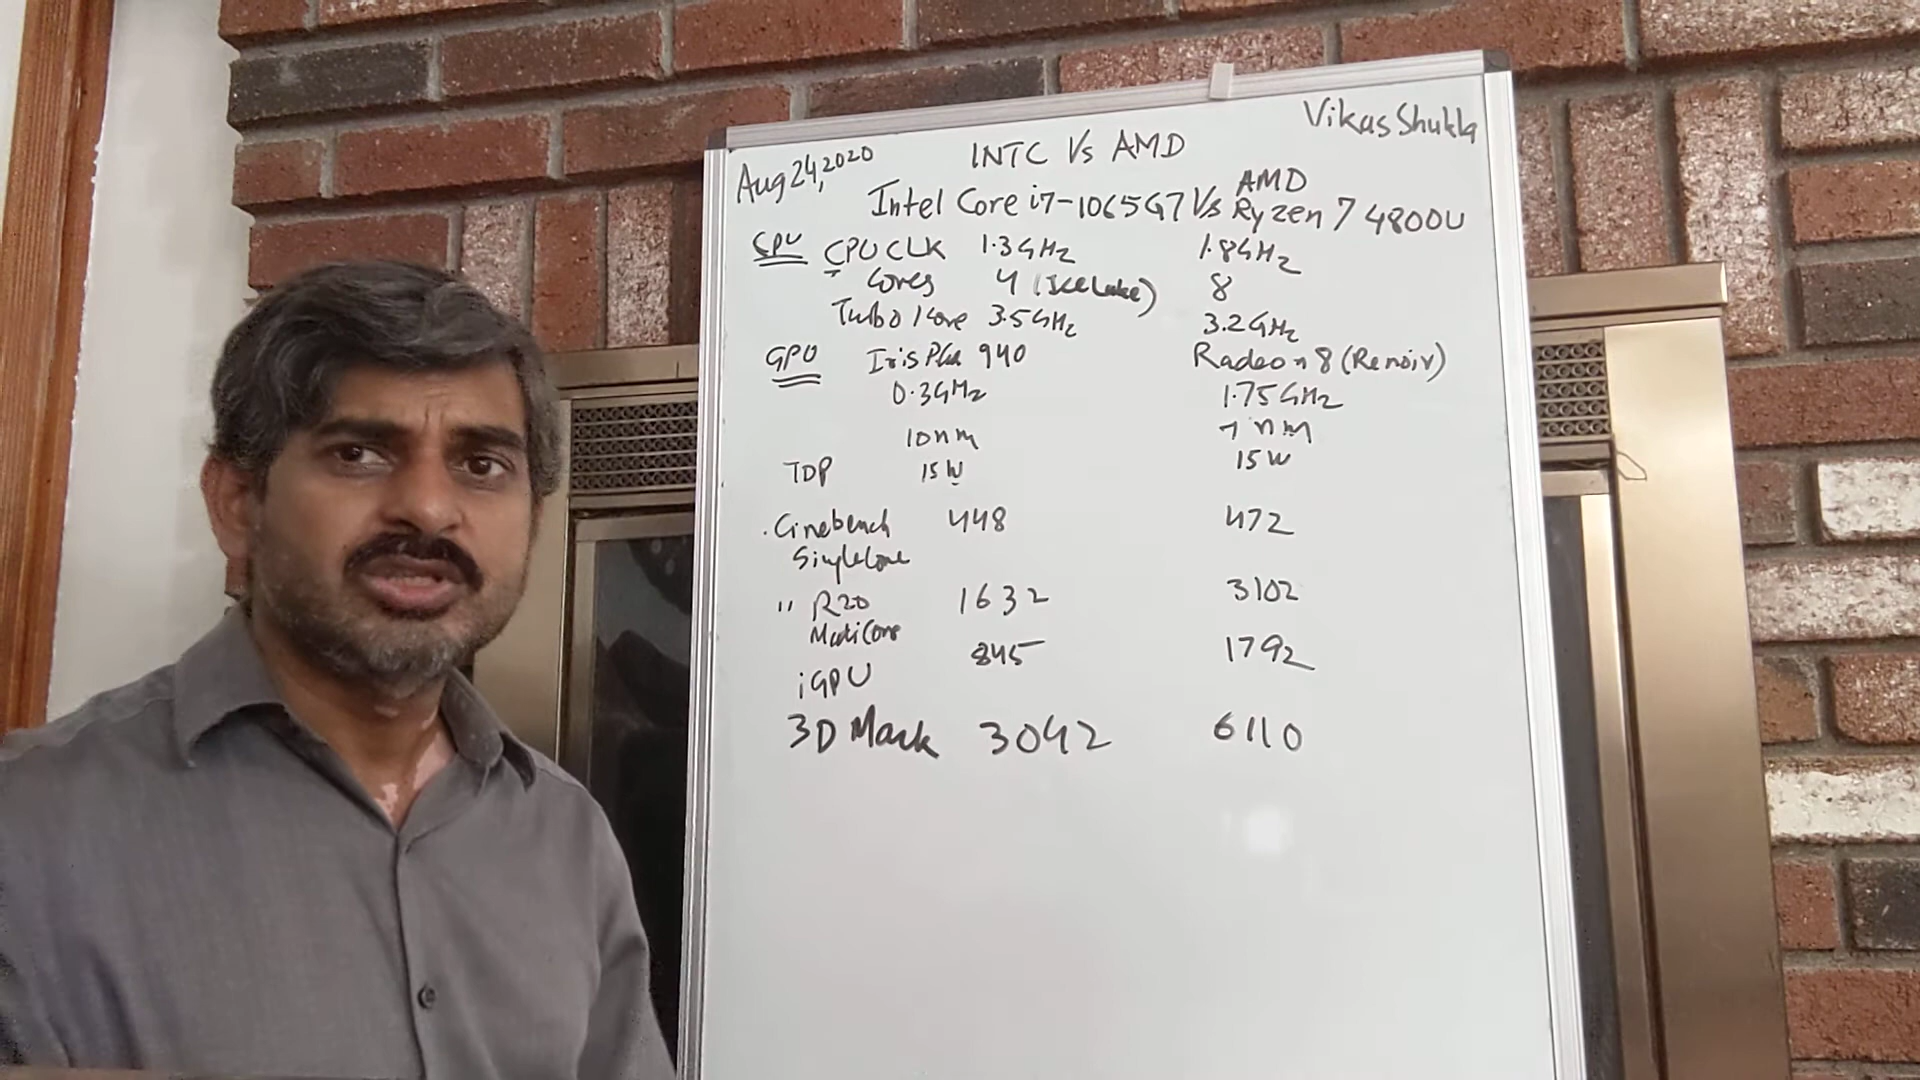 Vikas Shukla
Aug 24, 2020
INTC Vs AMD
AMD
Intel Core i7-1065G7 Vs Ryzen 7 4800U
CPU CPU CLK 1.3GHz 1.8GHz
Cores 4 (IceLake) 8
Turbo 3.5GHz 3.2GHz
GPU Iris Plus 940 Radeon 8 (Renoir)
0.3GHz 1.75GHz
10nm 7nm
TDP 15W 15W
Cinebench 448 472
SingleCore
" R20 1632 3102
MultiCore
iGPU 845 1792
3D Mark 3042 6110